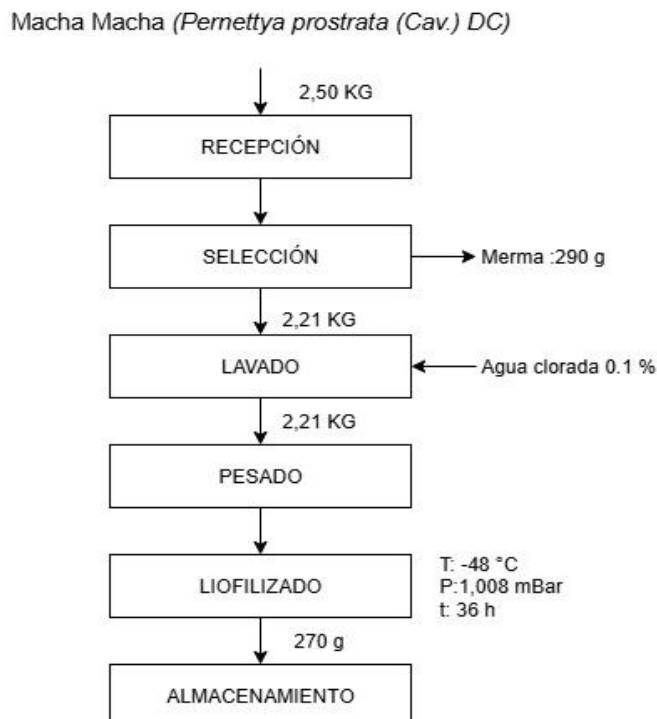 Macha Macha (Pernettya prostrata (Cav.) DC)
2,50 KG
RECEPCIÓN
SELECCIÓN
Merma :290 g
2,21 KG
LAVADO
Agua clorada 0.1 %
2,21 KG
PESADO
LIOFILIZADO
T: -48 °C
P:1,008 mBar
t: 36 h
270 g
ALMACENAMIENTO